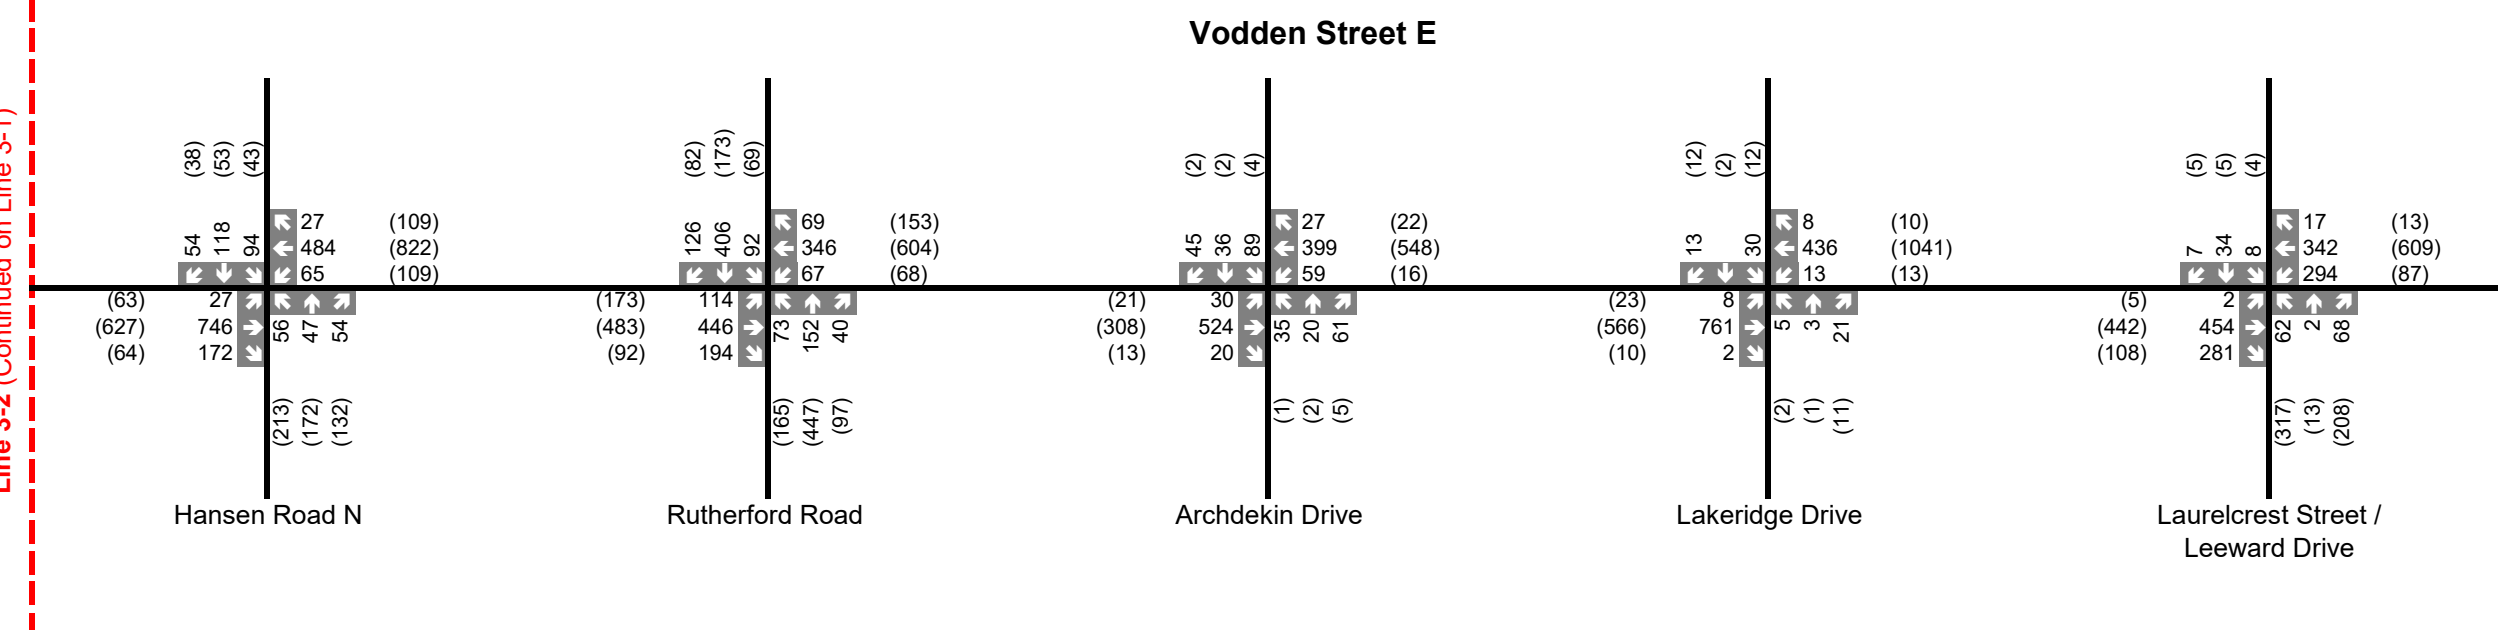 Vodden Street E
Line 3-2 (Continued on Line 3-1)
(38) (53) (43)
54 118 94
27 (109)
484 (822)
65 (109)
(63) 27
(627) 746
(64) 172
56 47 54
(213) (172) (132)
Hansen Road N
(82) (173) (69)
126 406 92
69 (153)
346 (604)
67 (68)
(173) 114
(483) 446
(92) 194
73 152 40
(165) (447) (97)
Rutherford Road
(2) (2) (4)
45 36 89
27 (22)
399 (548)
59 (16)
(21) 30
(308) 524
(13) 20
35 20 61
(1) (2) (5)
Archdekin Drive
(12) (2) (12)
13 30
8 (10)
436 (1041)
13 (13)
(23) 8
(566) 761
(10) 2
5 3 21
(2) (1) (11)
Lakeridge Drive
(5) (5) (4)
7 34 8
17 (13)
342 (609)
294 (87)
(5) 2
(442) 454
(108) 281
62 2 68
(317) (13) (208)
Laurelcrest Street /
Leeward Drive